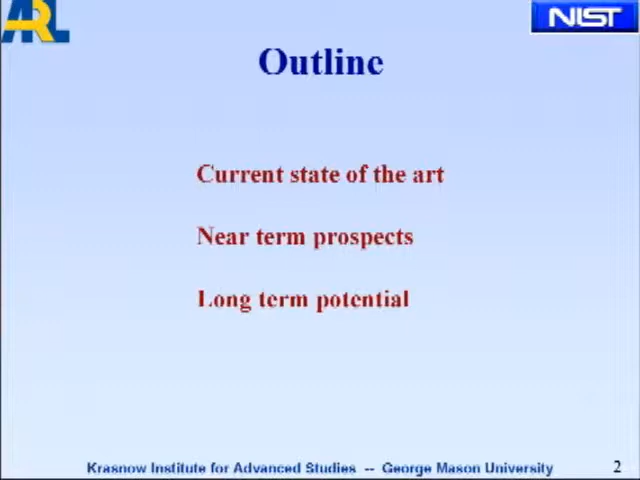 ARL
NIST
Outline
Current state of the art
Near term prospects
Long term potential
Krasnow Institute for Advanced Studies -- George Mason University
2